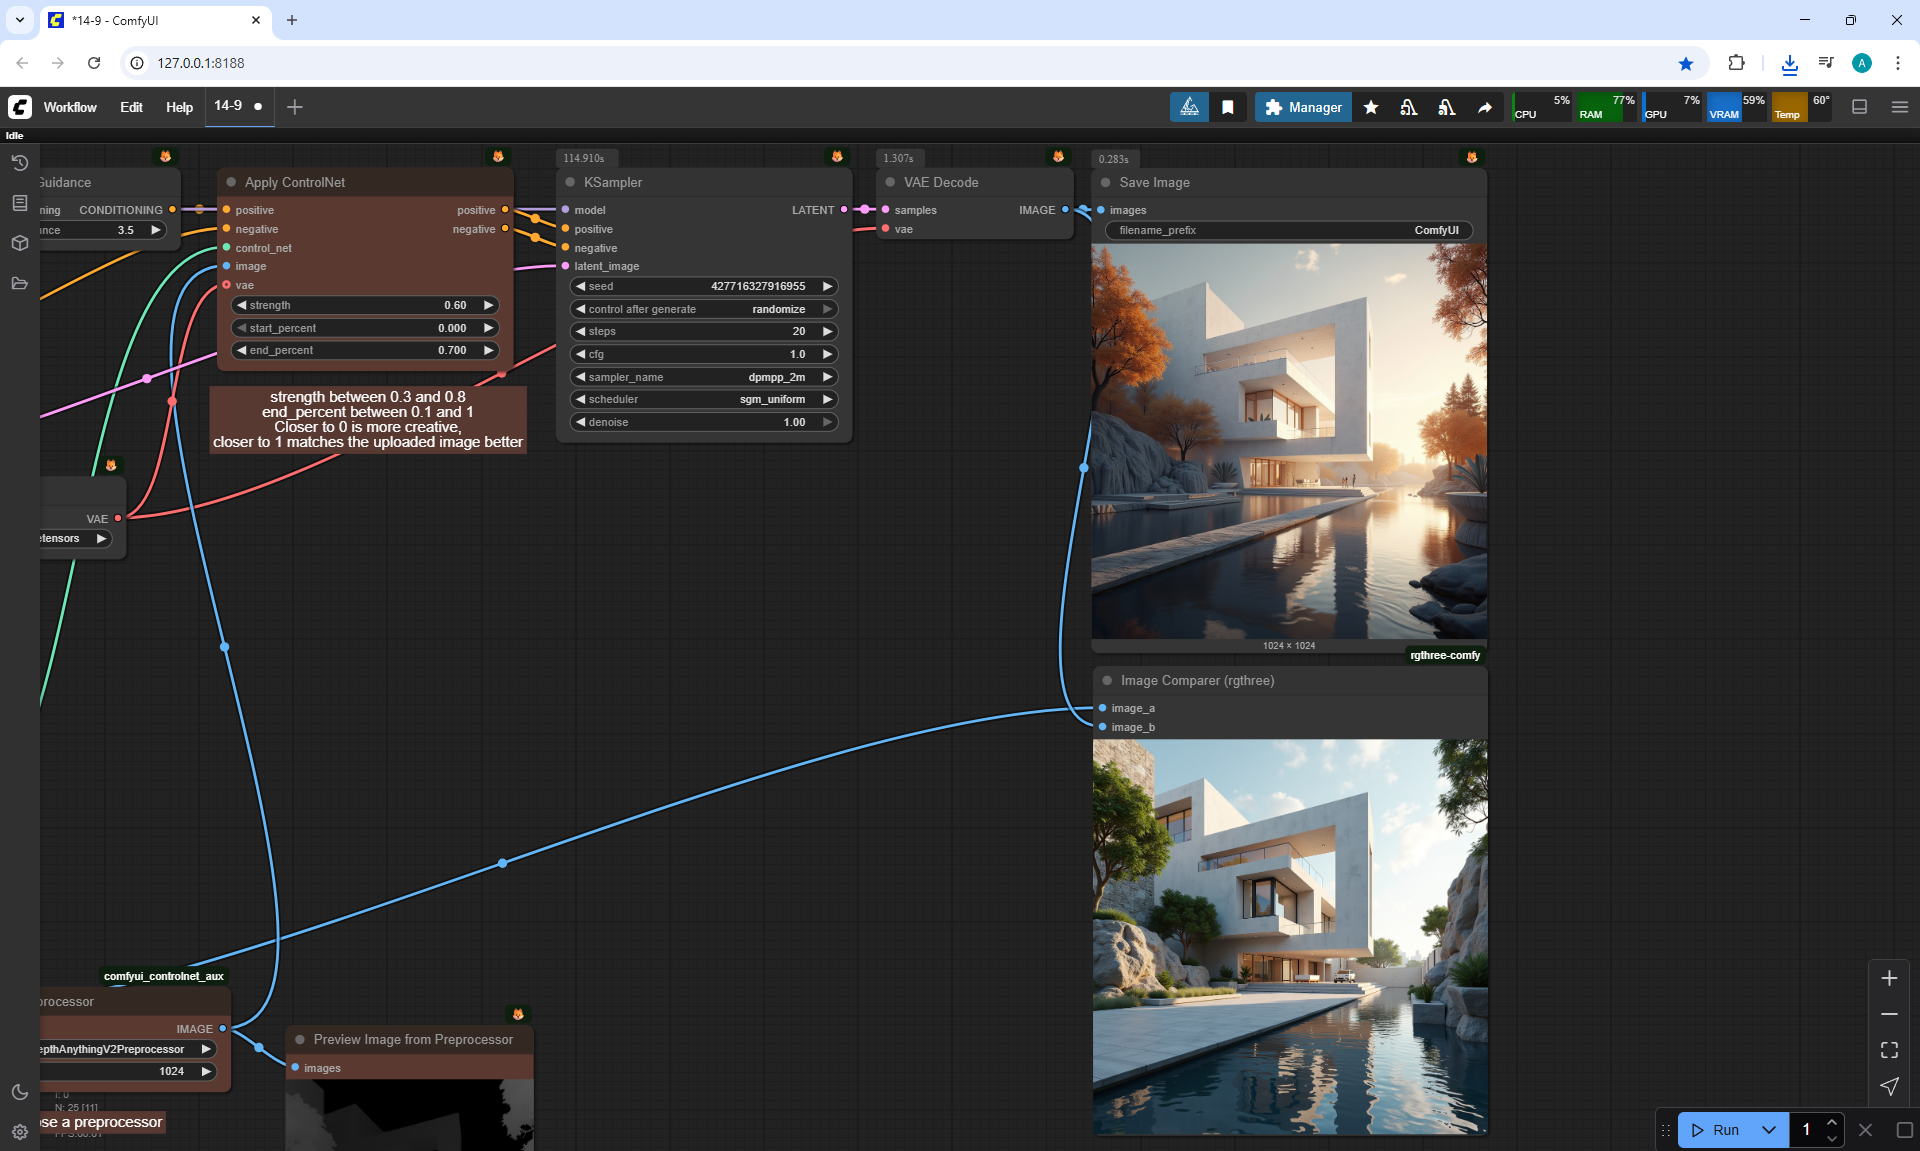 *14-9 - ComfyUI
127.0.0.1:8188
Workflow
Edit
Help
14-9
Manager
CPU
5%
RAM
77%
GPU
7%
VRAM
59%
Temp
60°
Idle
Guidance
CONDITIONING
3.5
Apply ControlNet
positive
positive
negative
negative
control_net
image
vae
strength
0.60
start_percent
0.000
end_percent
0.700
strength between 0.3 and 0.8
end_percent between 0.1 and 1
Closer to 0 is more creative,
closer to 1 matches the uploaded image better
114.910s
KSampler
model
LATENT
positive
negative
latent_image
seed
427716327916955
control after generate
randomize
steps
20
cfg
1.0
sampler_name
dpmpp_2m
scheduler
sgm_uniform
denoise
1.00
1.307s
VAE Decode
samples
IMAGE
vae
0.283s
Save Image
images
filename_prefix
ComfyUI
1024 × 1024
rgthree-comfy
Image Comparer (rgthree)
image_a
image_b
VAE
etensors
comfyui_controlnet_aux
processor
IMAGE
epthAnythingV2Preprocessor
1024
N: 25 [11]
ose a preprocessor
Preview Image from Preprocessor
images
Run
1
A